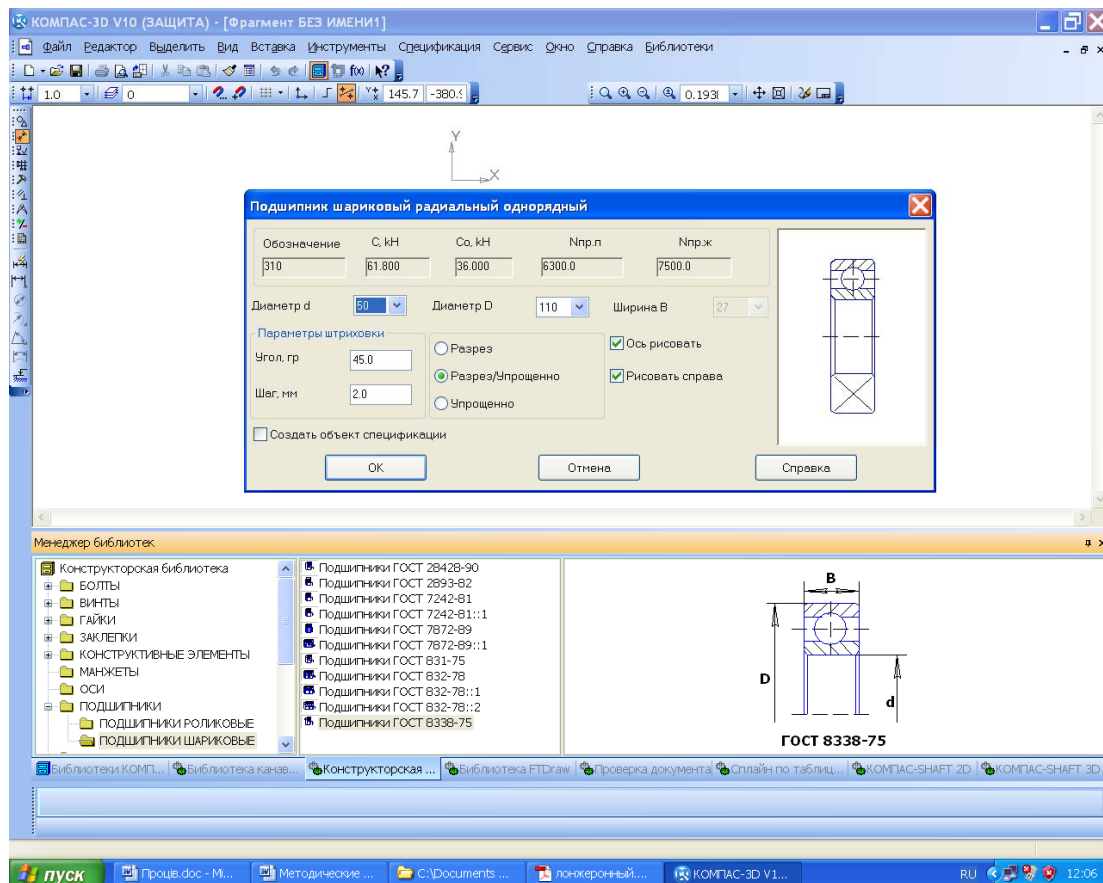 КОМПАС-3D V10 (ЗАЩИТА) - [Фрагмент БЕЗ ИМЕНИ1]
Файл Редактор Выделить Вид Вставка Инструменты Спецификация Сервис Окно Справка Библиотеки
1.0 0 145.7 -380.9 0.193
Y
X
Подшипник шариковый радиальный однорядный
Обозначение C, kH Co, kH Nпр.п Nпр.ж
310 61.800 36.000 6300.0 7500.0
Диаметр d 50 Диаметр D 110 Ширина B 27
Параметры штриховки
Угол, гр 45.0
Шаг, мм 2.0
Разрез
Разрез/Упрощенно
Упрощенно
Ось рисовать
Рисовать справа
Создать объект спецификации
OK Отмена Справка
Менеджер библиотек
Конструкторская библиотека
БОЛТЫ
ВИНТЫ
ГАЙКИ
ЗАКЛЕПКИ
КОНСТРУКТИВНЫЕ ЭЛЕМЕНТЫ
МАНЖЕТЫ
ОСИ
ПОДШИПНИКИ
ПОДШИПНИКИ РОЛИКОВЫЕ
ПОДШИПНИКИ ШАРИКОВЫЕ
Подшипники ГОСТ 28428-90
Подшипники ГОСТ 2893-82
Подшипники ГОСТ 7242-81
Подшипники ГОСТ 7242-81::1
Подшипники ГОСТ 7872-89
Подшипники ГОСТ 7872-89::1
Подшипники ГОСТ 831-75
Подшипники ГОСТ 832-78
Подшипники ГОСТ 832-78::1
Подшипники ГОСТ 832-78::2
Подшипники ГОСТ 8338-75
B
D
d
ГОСТ 8338-75
Библиотеки КОМП... Библиотека канав... Конструкторская ... Библиотека FTDraw Проверка документа Сплайн по таблиц... КОМПАС-SHAFT 2D КОМПАС-SHAFT 3D
пуск Проців.doc - Mi... Методические ... C:\Documents ... лонжеронный.... КОМПАС-3D V1... RU 12:06